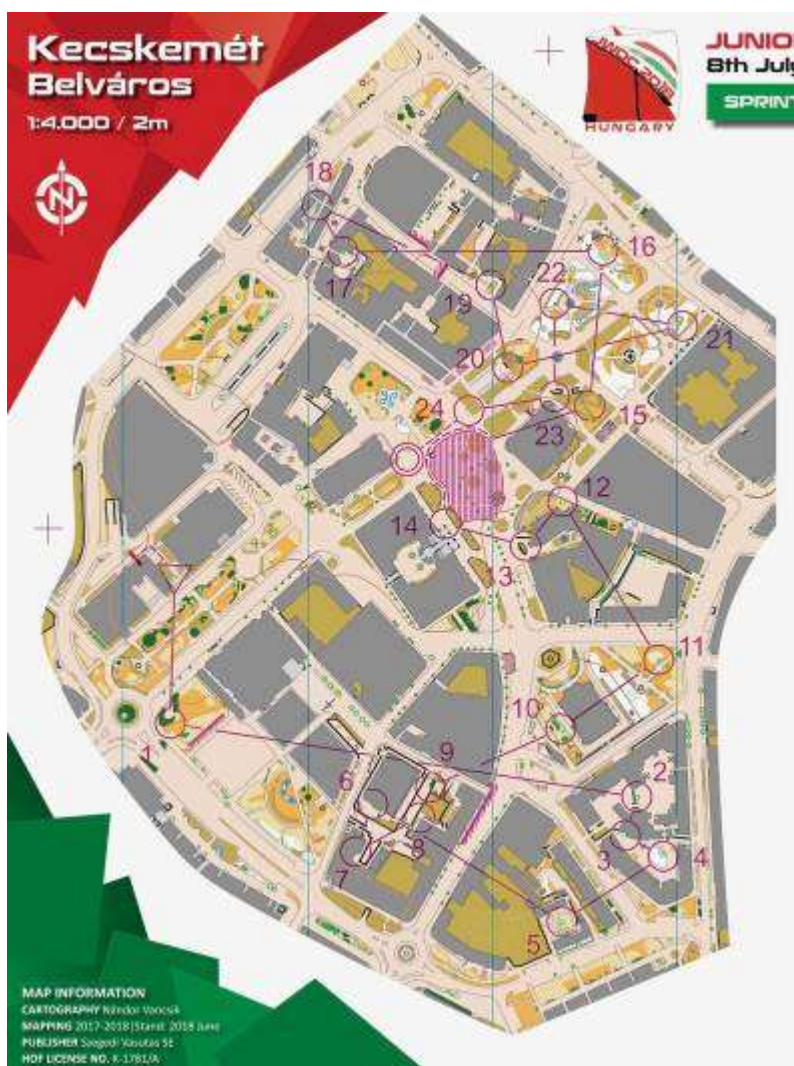 Kecskemét
Belváros
1:4.000 / 2m
N
JWOC 2018
HUNGARY
JUNIO
8th July
SPRINT
18
17
16
22
19
21
20
24
15
23
12
14
13
11
10
1
9
2
6
8
3
7
4
5
MAP INFORMATION
CARTOGRAPHY Nándor Vancsik
MAPPING 2017-2018 |Stand: 2018 June
PUBLISHER Szegedi Vasutas SE
HOF LICENSE NO. K-1781/A